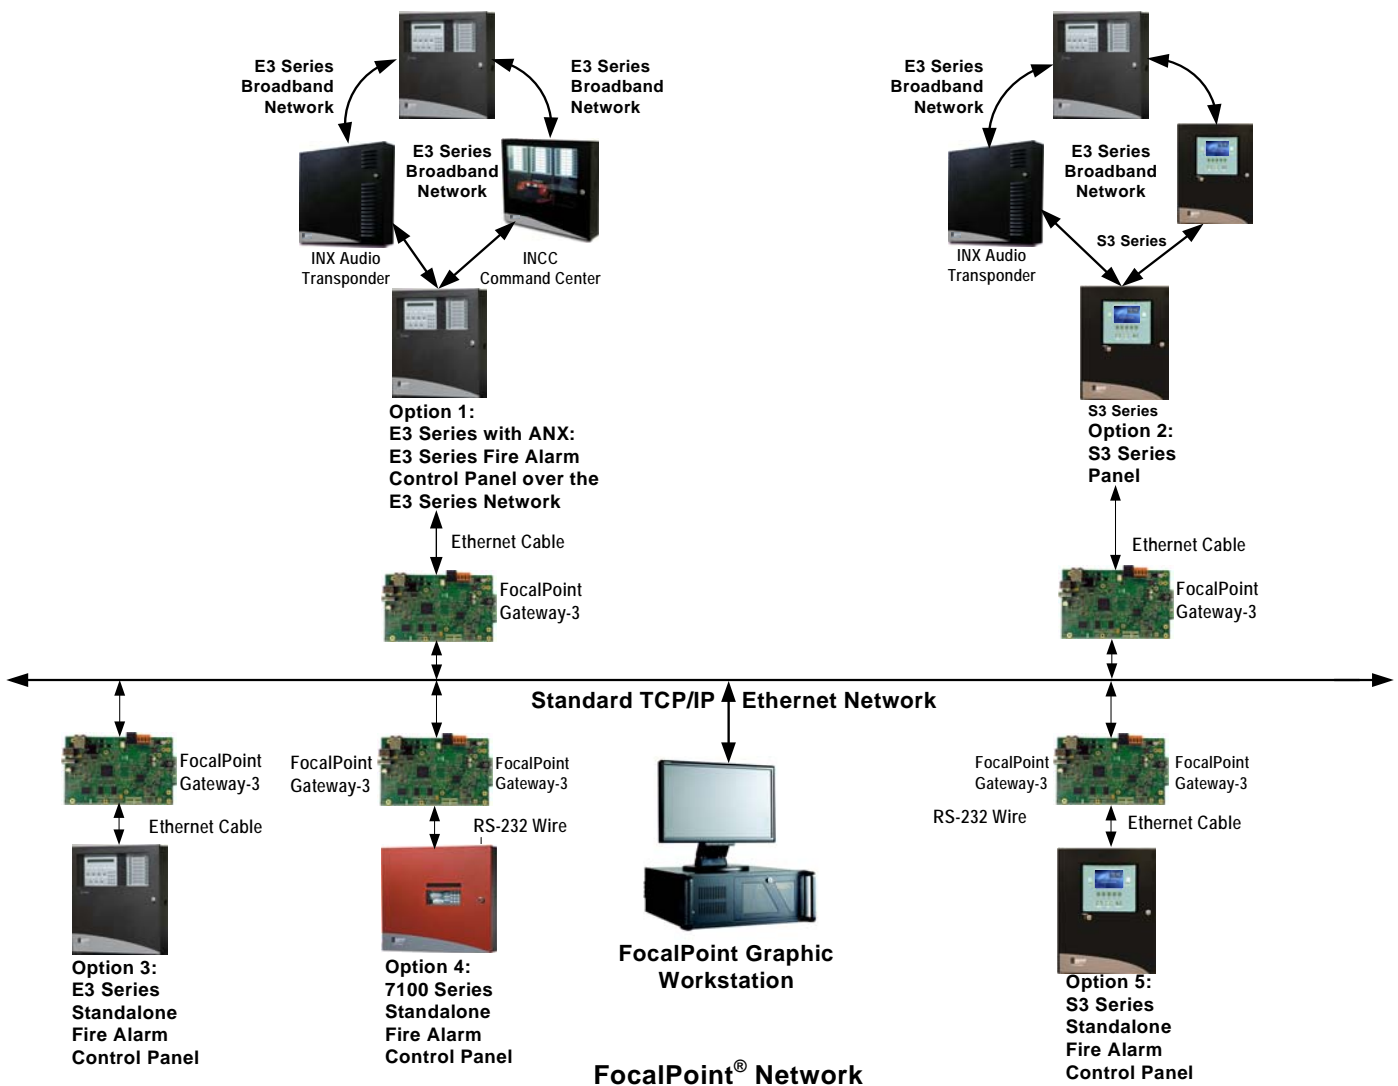 E3 Series
Broadband
Network
E3 Series
Broadband
Network
E3 Series
Broadband
Network
INX Audio
Transponder
INCC
Command Center
Option 1:
E3 Series with ANX:
E3 Series Fire Alarm
Control Panel over the
E3 Series Network
Ethernet Cable
FocalPoint
Gateway-3
E3 Series
Broadband
Network
E3 Series
Broadband
Network
S3 Series
INX Audio
Transponder
S3 Series
Option 2:
S3 Series
Panel
Ethernet Cable
FocalPoint
Gateway-3
Standard TCP/IP Ethernet Network
FocalPoint
Gateway-3
Ethernet Cable
Option 3:
E3 Series
Standalone
Fire Alarm
Control Panel
FocalPoint
Gateway-3
FocalPoint
Gateway-3
RS-232 Wire
Option 4:
7100 Series
Standalone
Fire Alarm
Control Panel
FocalPoint Graphic
Workstation
FocalPoint
Gateway-3
FocalPoint
Gateway-3
RS-232 Wire
Ethernet Cable
Option 5:
S3 Series
Standalone
Fire Alarm
Control Panel
FocalPoint® Network